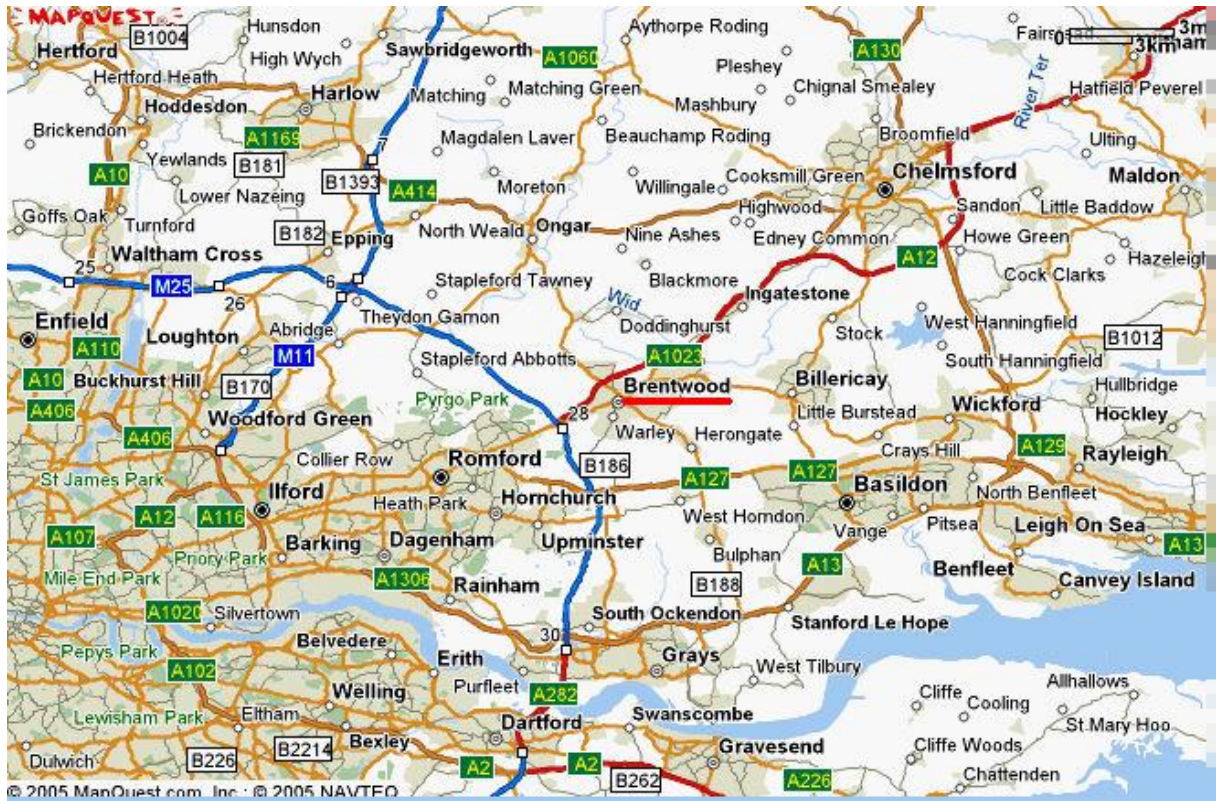 MAPQUEST
B1004
Hunsdon
Hertford
High Wych
Sawbridgeworth
A1060
Aythorpe Roding
A130
3km
Hertford Heath
Harlow
Matching
Matching Green
Pleshey
Chignal Smealey
Hatfield Peverel
Hoddesdon
Mashbury
River Ter
Brickendon
A1169
Magdalen Laver
Beauchamp Roding
Broomfield
Ulting
Yewlands
B181
7
A10
Lower Nazeing
B1393
A414
Moreton
Willingale
Cooksmill Green
Chelmsford
Maldon
Goffs Oak
Turnford
B182
Epping
North Weald
Ongar
Highwood
Sandon
Little Baddow
Nine Ashes
Edney Common
Howe Green
25
Waltham Cross
A12
Hazeleigh
M25
26
6
Stapleford Tawney
Blackmore
Cock Clarks
Wid
Ingatestone
Enfield
Loughton
Abridge
Theydon Garnon
Doddinghurst
Stock
West Hanningfield
A110
M11
Stapleford Abbotts
A1023
B1012
South Hanningfield
A10
Buckhurst Hill
B170
Brentwood
Billericay
Hullbridge
A406
Woodford Green
Pyrgo Park
28
Little Burstead
Wickford
Hockley
A406
Warley
Herongate
A129
Collier Row
Romford
B186
Crays Hill
Rayleigh
St James Park
A127
A127
Ilford
Heath Park
Hornchurch
Basildon
North Benfleet
A12
A116
West Horndon
Vange
Pitsea
Leigh On Sea
A107
Barking
Dagenham
Upminster
A13
Priory Park
Bulphan
A13
Benfleet
Mile End Park
A1306
Rainham
B188
Canvey Island
A1020
Silvertown
South Ockendon
Stanford Le Hope
Belvedere
30
Pepys Park
A102
Erith
Grays
West Tilbury
Welling
Purfleet
A282
Cliffe
Allhallows
Cooling
Lewisham Park
Eltham
Dartford
Swanscombe
St Mary Hoo
Bexley
Gravesend
Cliffe Woods
Dulwich
B226
B2214
A2
A2
B262
A226
Chattenden
© 2005 MapQuest.com, Inc.; © 2005 NAVTEQ